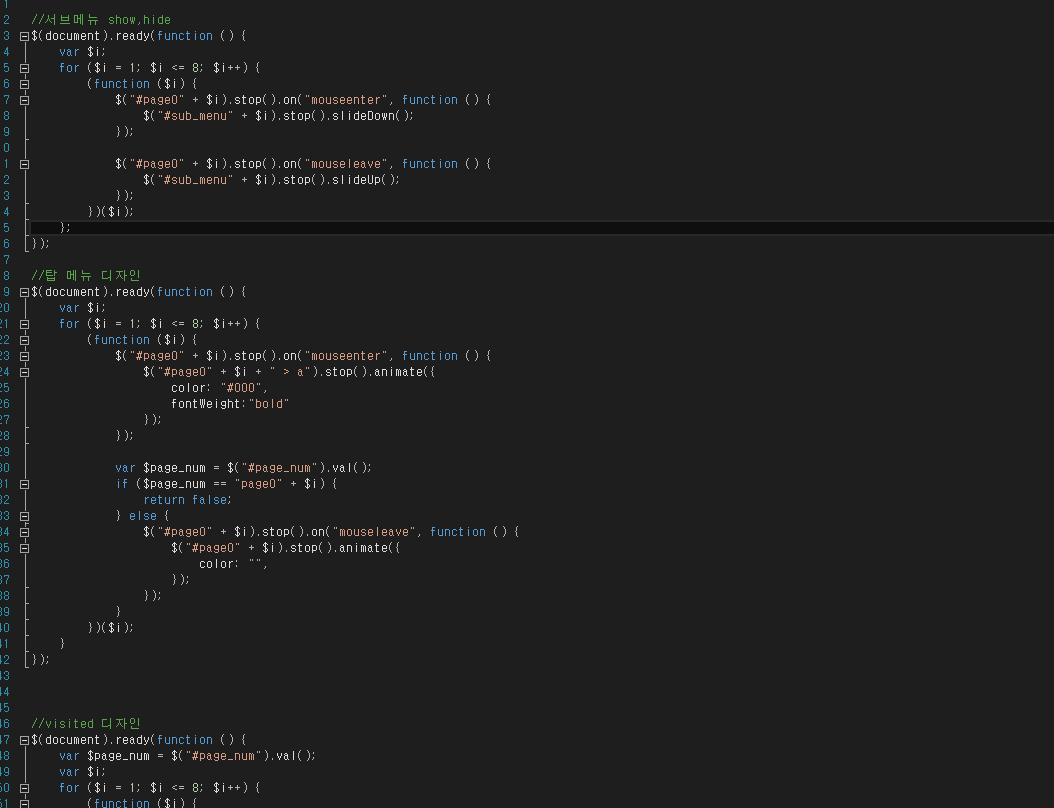 1
2 //서브메뉴 show,hide
3 $(document).ready(function () {
4 var $i;
5 for ($i = 1; $i <= 8; $i++) {
6 (function ($i) {
7 $("#page0" + $i).stop().on("mouseenter", function () {
8 $("#sub_menu" + $i).stop().slideDown();
9 });
0
1 $("#page0" + $i).stop().on("mouseleave", function () {
2 $("#sub_menu" + $i).stop().slideUp();
3 });
4 })($i);
5 };
6 });
7
8 //탑 메뉴 디자인
9 $(document).ready(function () {
20 var $i;
21 for ($i = 1; $i <= 8; $i++) {
22 (function ($i) {
23 $("#page0" + $i).stop().on("mouseenter", function () {
24 $("#page0" + $i + " > a").stop().animate({
25 color: "#000",
26 fontWeight:"bold"
27 });
28 });
29
30 var $page_num = $("#page_num").val();
31 if ($page_num == "page0" + $i) {
32 return false;
33 } else {
34 $("#page0" + $i).stop().on("mouseleave", function () {
35 $("#page0" + $i).stop().animate({
36 color: "",
37 });
38 });
39 }
40 })($i);
41 }
42 });
43
44
45
46 //visited 디자인
47 $(document).ready(function () {
48 var $page_num = $("#page_num").val();
49 var $i;
50 for ($i = 1; $i <= 8; $i++) {
51 (function ($i) {